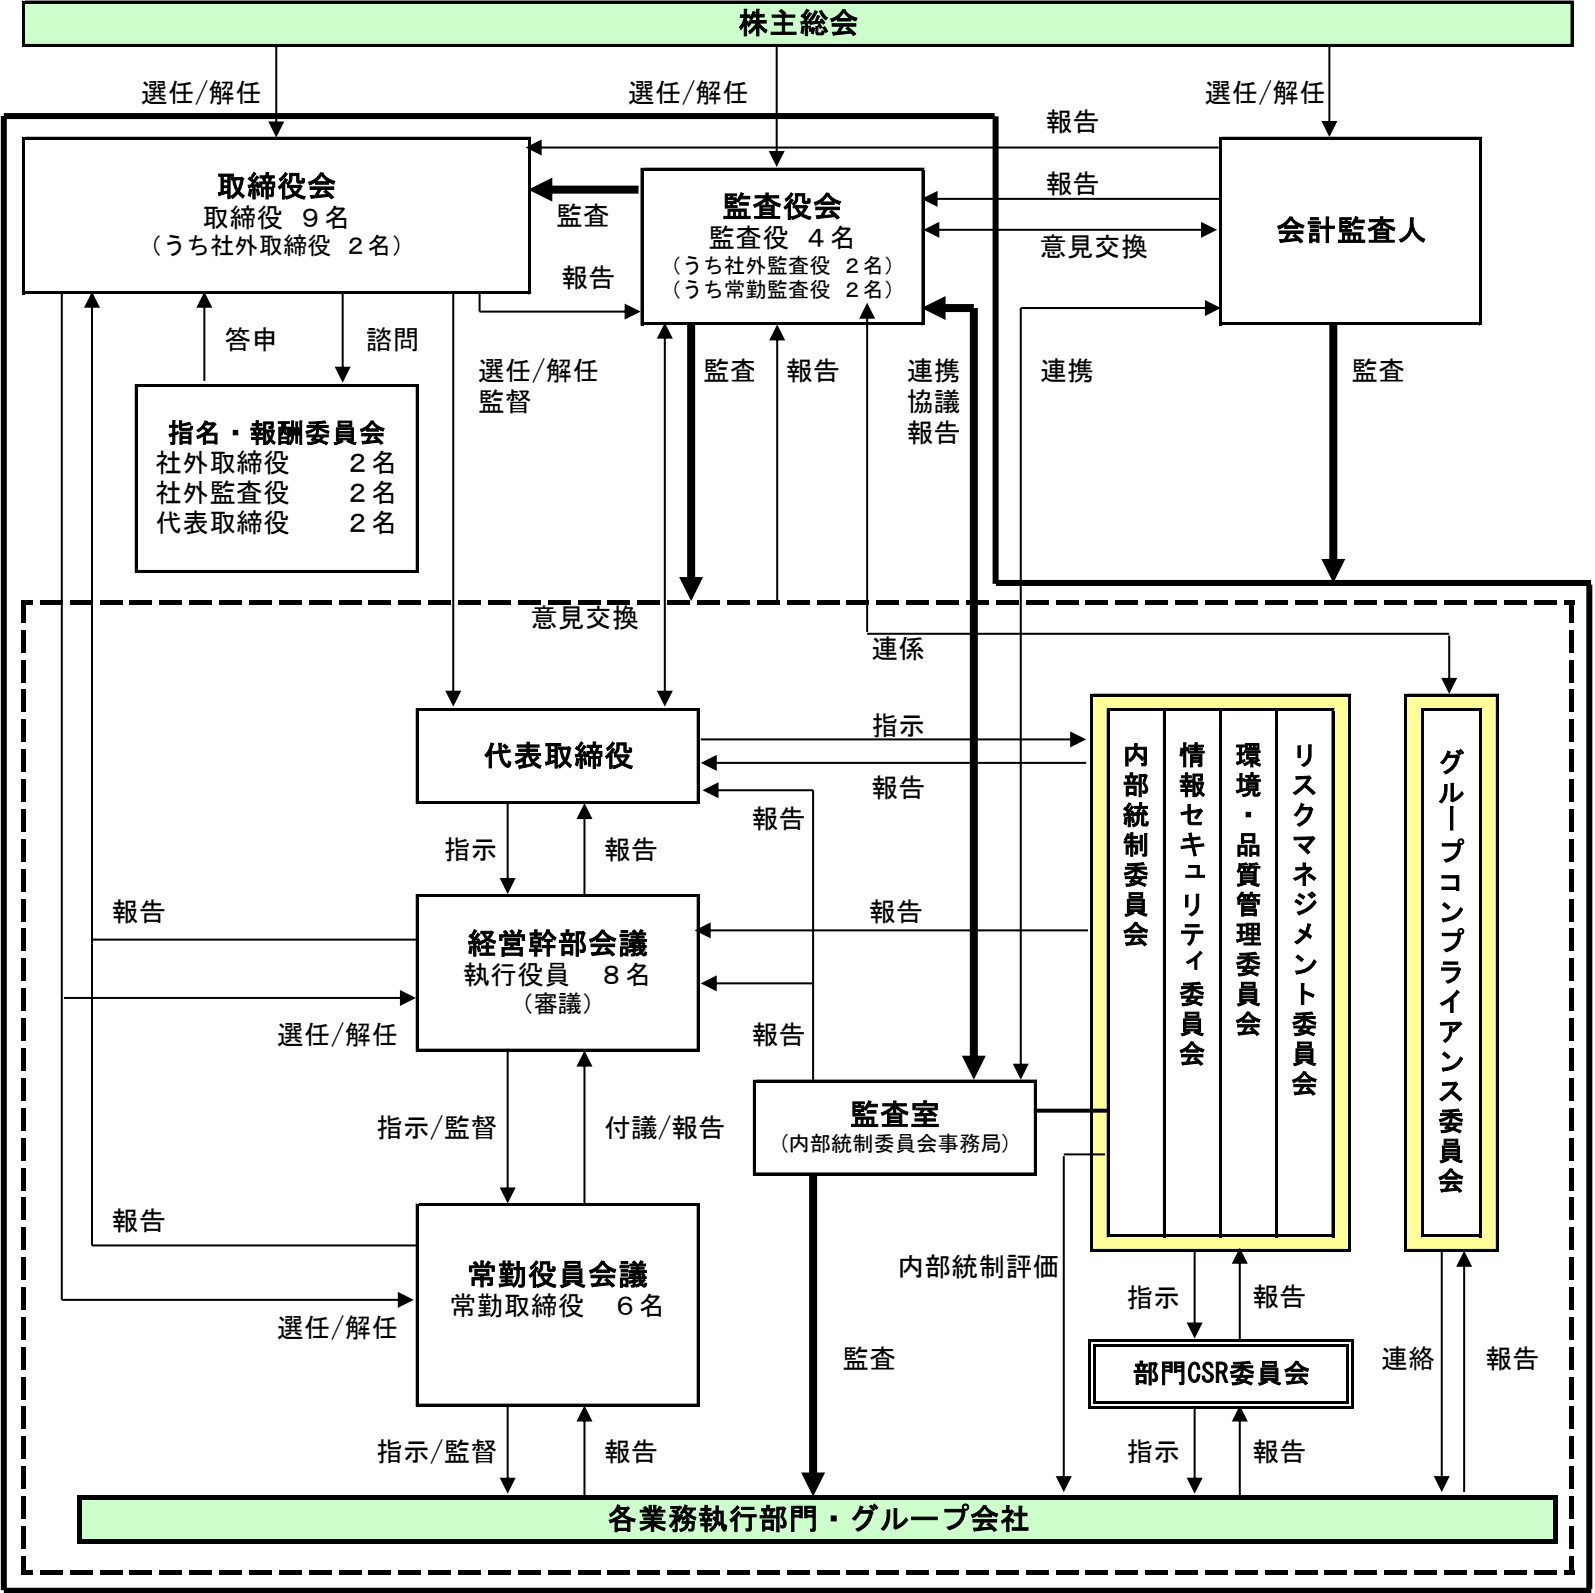 株主総会
選任/解任
選任/解任
選任/解任
報告
取締役会
取締役 ９名
（うち社外取締役 ２名）
監査
監査役会
監査役 ４名
（うち社外監査役 ２名）
（うち常勤監査役 ２名）
報告
意見交換
会計監査人
報告
答申
諮問
選任/解任
監督
監査
報告
連携
協議
報告
連携
監査
指名・報酬委員会
社外取締役 ２名
社外監査役 ２名
代表取締役 ２名
意見交換
連係
代表取締役
指示
報告
報告
内部統制委員会
情報セキュリティ委員会
環境・品質管理委員会
リスクマネジメント委員会
グループコンプライアンス委員会
指示
報告
報告
経営幹部会議
執行役員 ８名
（審議）
報告
選任/解任
報告
監査室
（内部統制委員会事務局）
指示/監督
付議/報告
報告
常勤役員会議
常勤取締役 ６名
選任/解任
内部統制評価
指示
報告
監査
部門CSR委員会
連絡
報告
指示/監督
報告
指示
報告
各業務執行部門・グループ会社